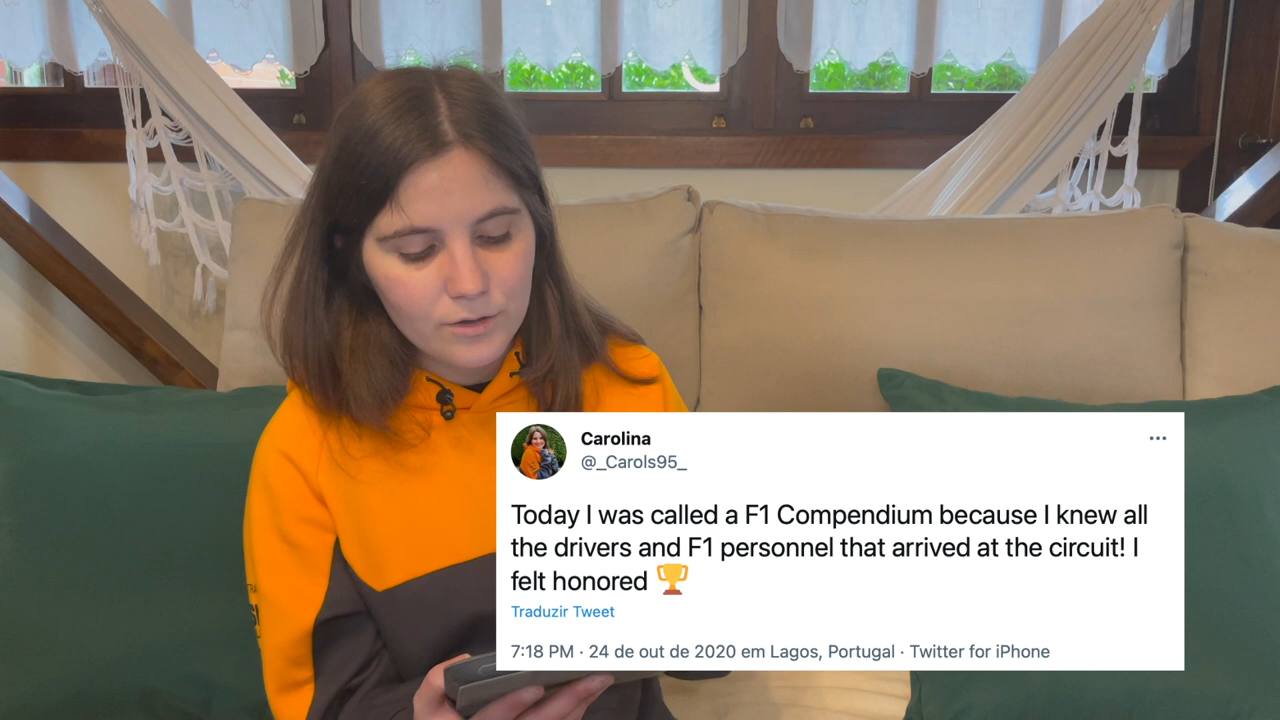 Carolina
@_Carols95_
Today I was called a F1 Compendium because I knew all
the drivers and F1 personnel that arrived at the circuit! I
felt honored 🏆
Traduzir Tweet
7:18 PM · 24 de out de 2020 em Lagos, Portugal · Twitter for iPhone